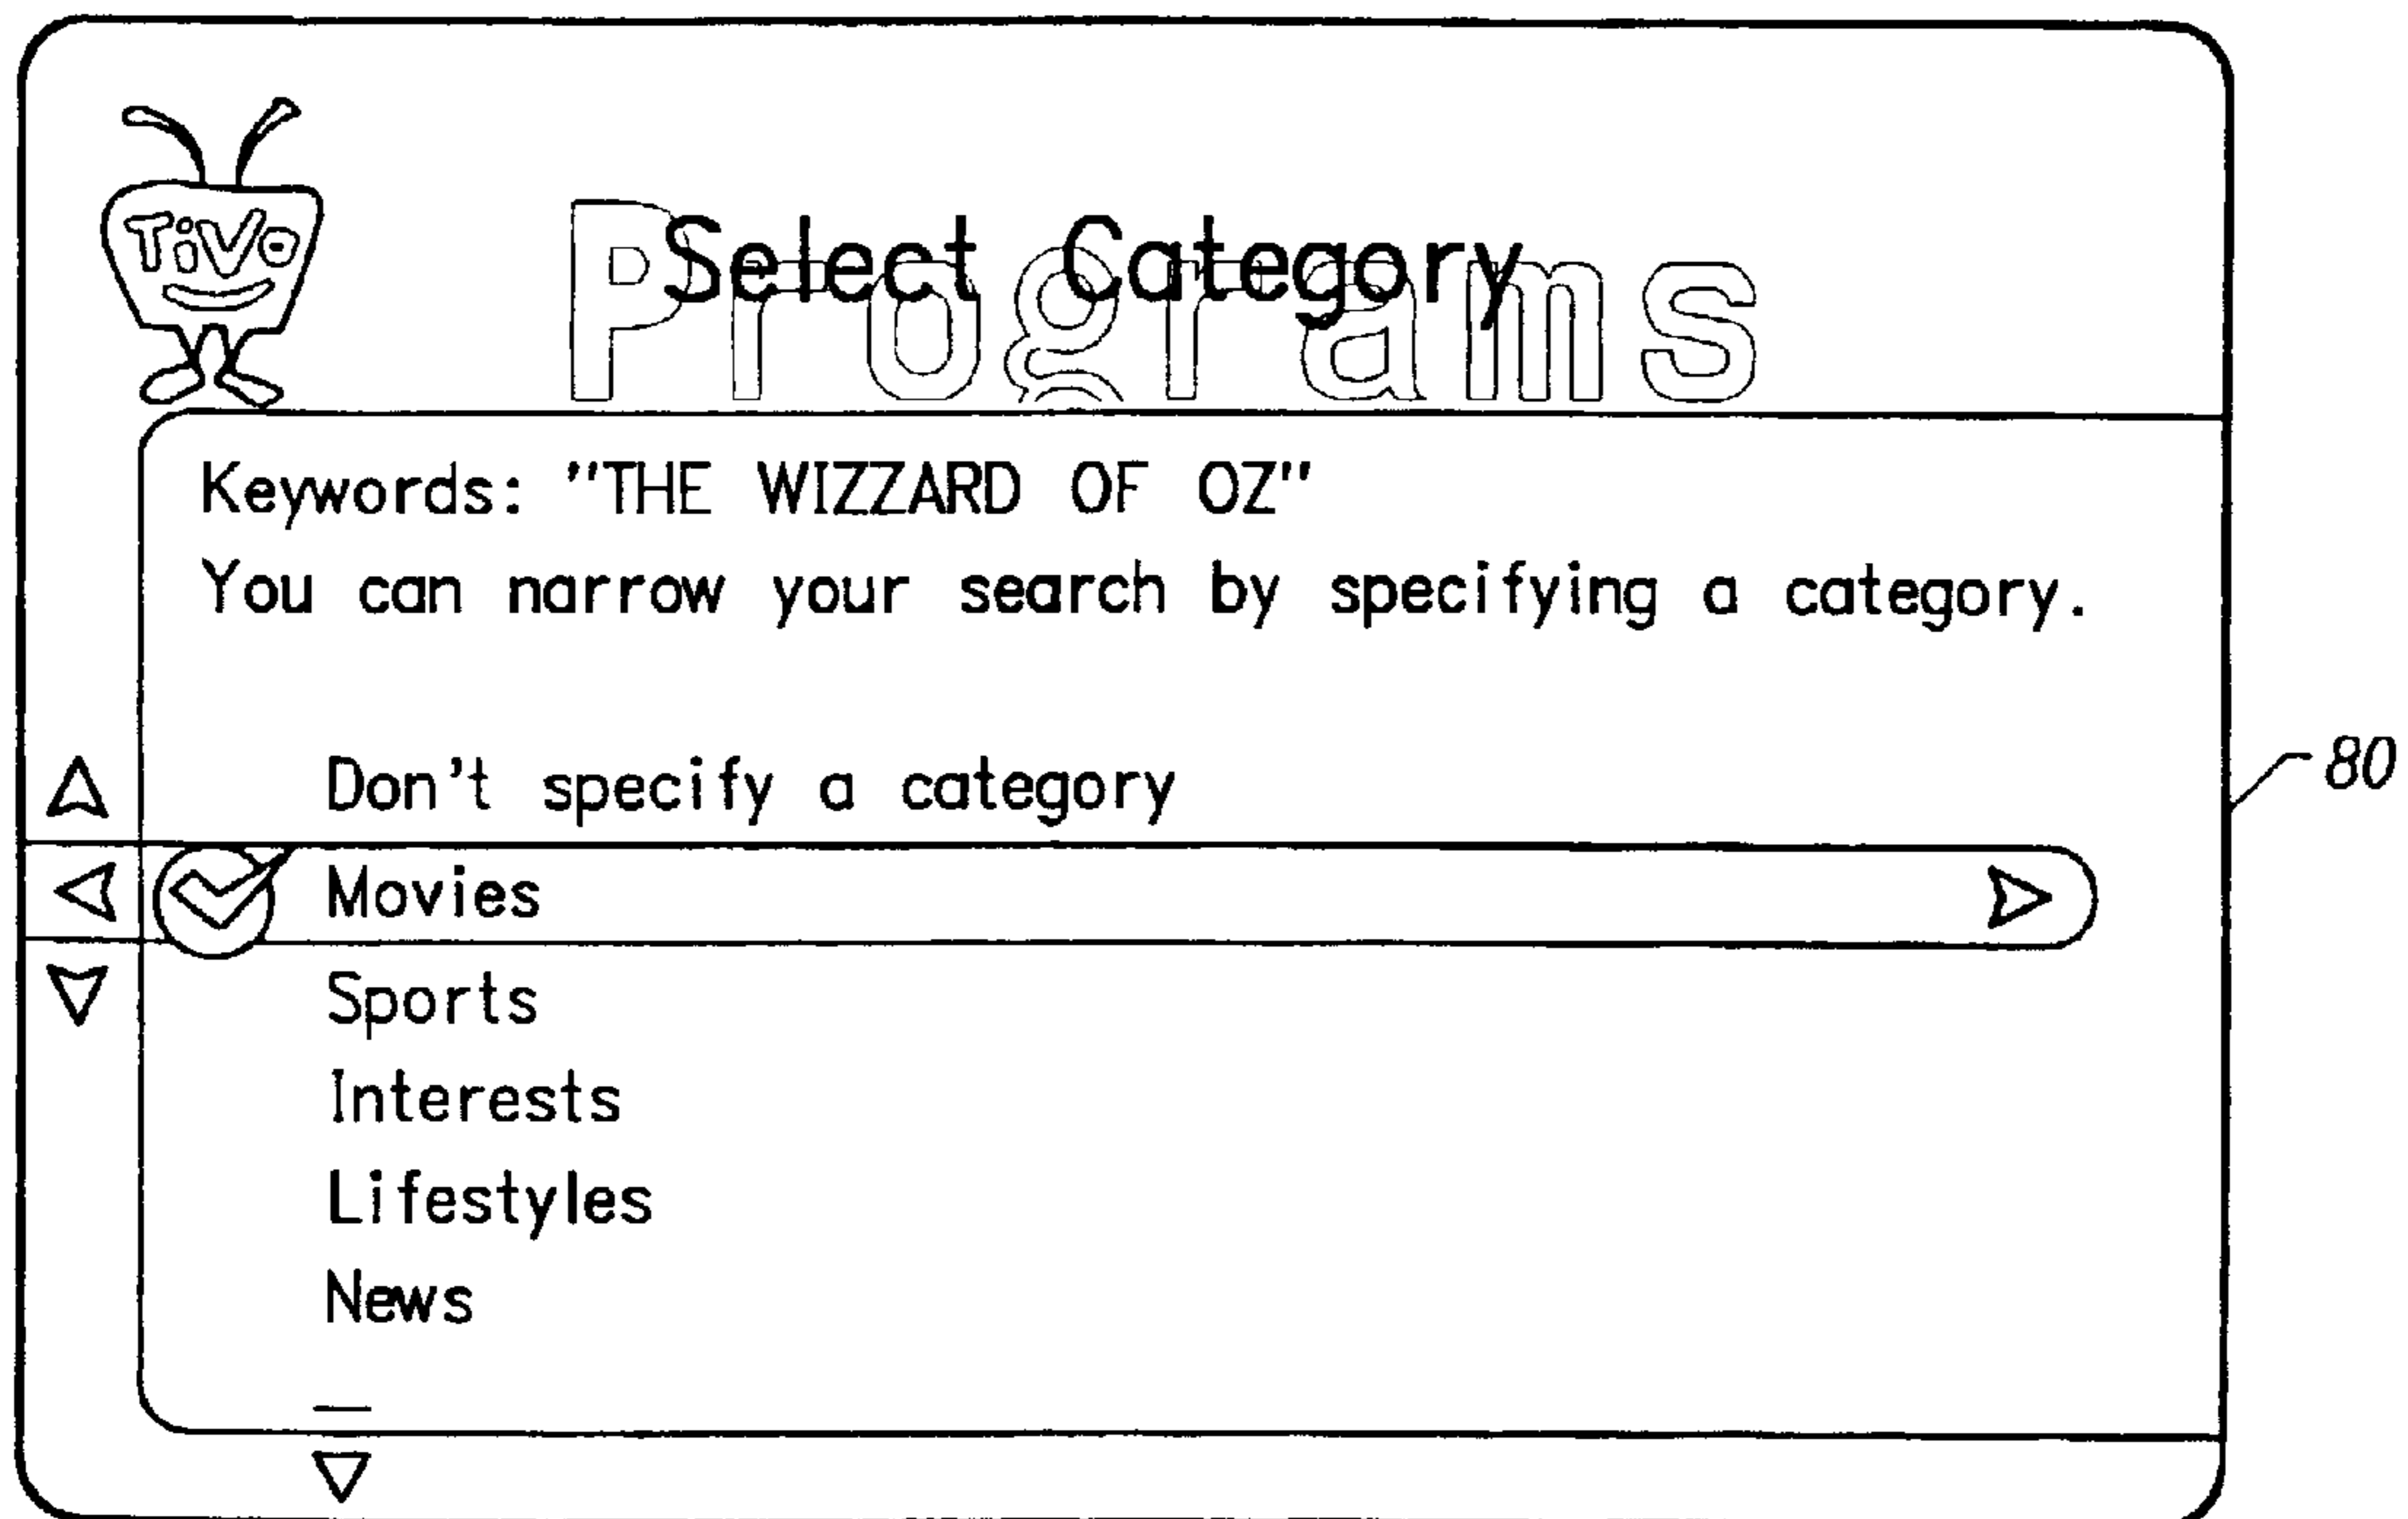 TiVo
Select Category
Programs
Keywords: "THE WIZZARD OF OZ"
You can narrow your search by specifying a category.
Don't specify a category
80
Movies
Sports
Interests
Lifestyles
News